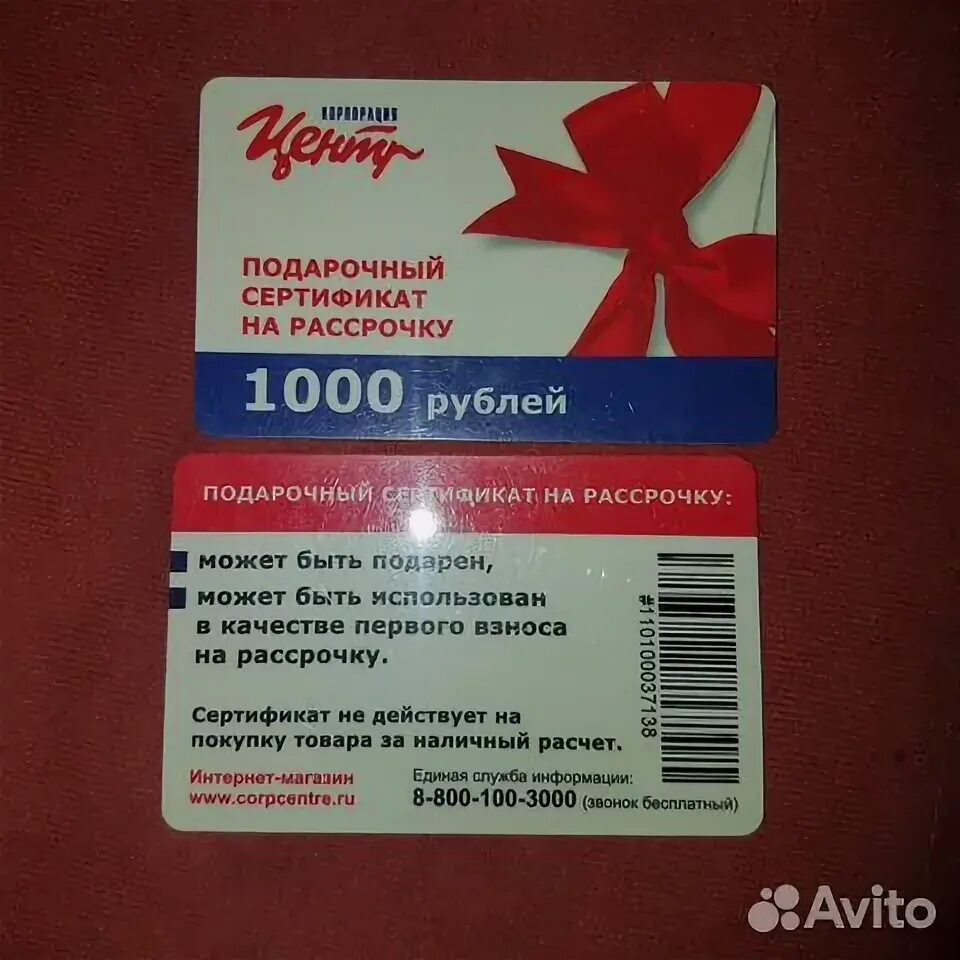 КОРПОРАЦИЯ
Центр
ПОДАРОЧНЫЙ
СЕРТИФИКАТ
НА РАССРОЧКУ
1000 рублей
ПОДАРОЧНЫЙ СЕРТИФИКАТ НА РАССРОЧКУ:
может быть подарен,
может быть использован
в качестве первого взноса
на рассрочку.
Сертификат не действует на
покупку товара за наличный расчет.
Интернет-магазин
www.corpcentre.ru
Единая служба информации:
8-800-100-3000 (звонок бесплатный)
#110100037138
Avito